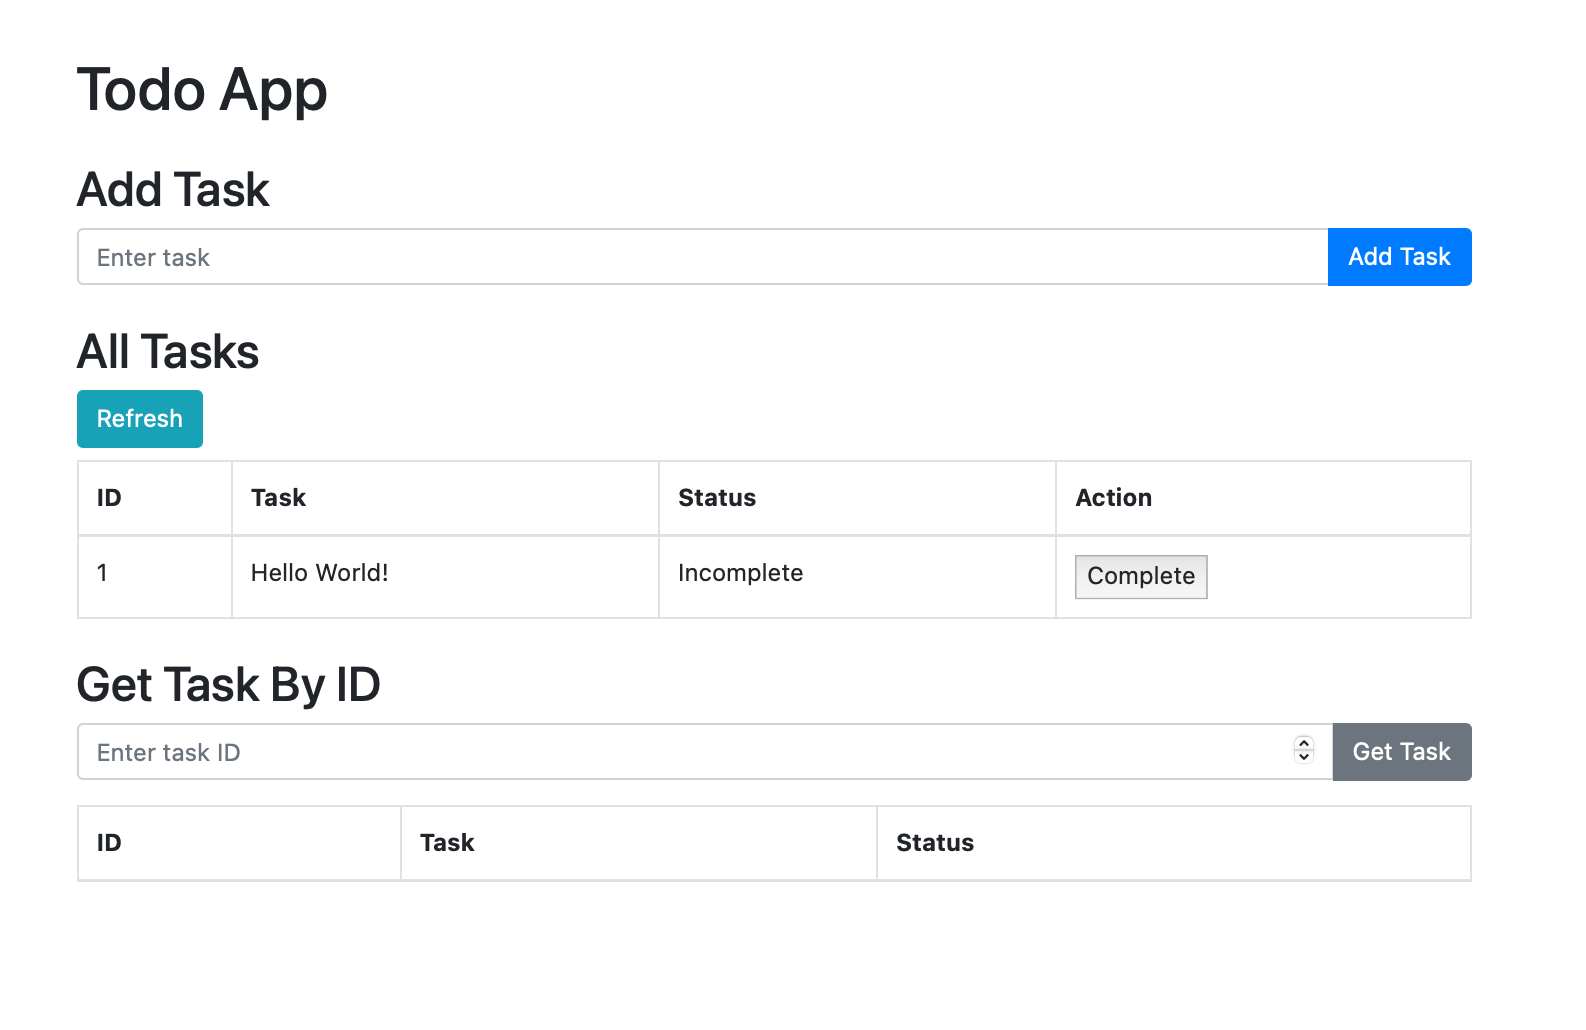 Todo App
Add Task
Enter task Add Task
All Tasks
Refresh
ID Task Status Action
1 Hello World! Incomplete Complete
Get Task By ID
Enter task ID Get Task
ID Task Status